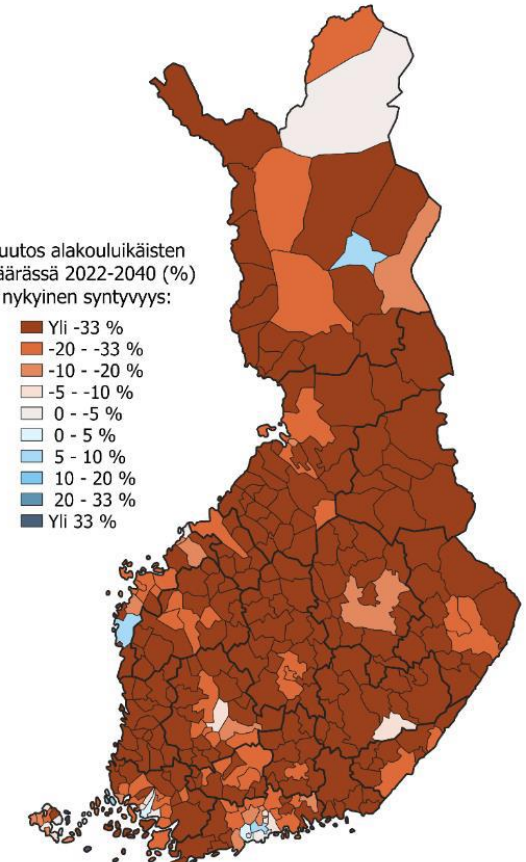 uutos alakouluikäisten
äärässä 2022-2040 (%)
nykyinen syntyvyys:
Yli -33 %
-20 - -33 %
-10 - -20 %
-5 - -10 %
0 - -5 %
0 - 5 %
5 - 10 %
10 - 20 %
20 - 33 %
Yli 33 %